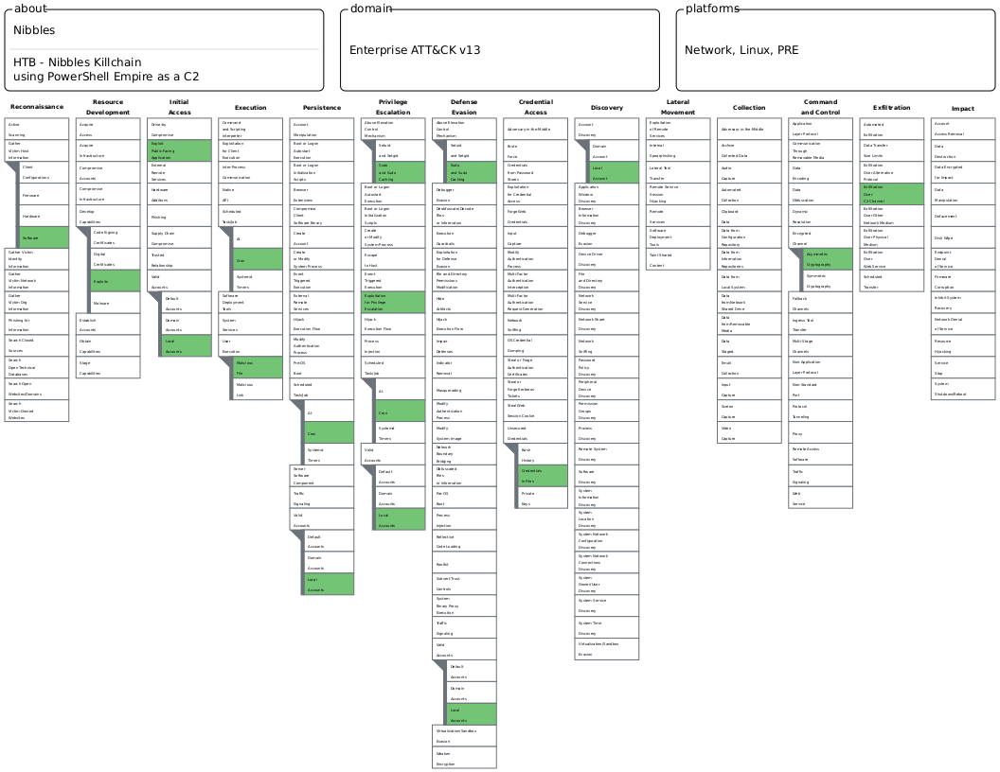 about
Nibbles
HTB - Nibbles Killchain
using PowerShell Empire as a C2
domain
Enterprise ATT&CK v13
platforms
Network, Linux, PRE
Reconnaissance
Active
Scanning
Gather
Victim Host
Information
Client
Configurations
Firmware
Hardware
Software
Gather Victim
Identity
Information
Gather
Victim Network
Information
Gather
Victim Org
Information
Phishing for
Information
Search Closed
Sources
Search
Open Technical
Databases
Search Open
Websites/Domains
Search
Victim-Owned
Websites
Resource
Development
Acquire
Access
Acquire
Infrastructure
Compromise
Accounts
Compromise
Infrastructure
Develop
Capabilities
Code Signing
Certificates
Digital
Certificates
Exploits
Malware
Establish
Accounts
Obtain
Capabilities
Stage
Capabilities
Initial
Access
Drive-by
Compromise
Exploit
Public-Facing
Application
External
Remote
Services
Hardware
Additions
Phishing
Supply Chain
Compromise
Trusted
Relationship
Valid
Accounts
Default
Accounts
Domain
Accounts
Local
Accounts
Execution
Command
and Scripting
Interpreter
Exploitation
for Client
Execution
Inter-Process
Communication
Native
API
Scheduled
Task/Job
At
Cron
Systemd
Timers
Software
Deployment
Tools
System
Services
User
Execution
Malicious
File
Malicious
Link
Persistence
Account
Manipulation
Boot or Logon
Autostart
Execution
Boot or Logon
Initialization
Scripts
Browser
Extensions
Compromise
Client
Software Binary
Create
Account
Create
or Modify
System Process
Event
Triggered
Execution
External
Remote
Services
Hijack
Execution Flow
Modify
Authentication
Process
Pre-OS
Boot
Scheduled
Task/Job
At
Cron
Systemd
Timers
Server
Software
Component
Traffic
Signaling
Valid
Accounts
Default
Accounts
Domain
Accounts
Local
Accounts
Privilege
Escalation
Abuse Elevation
Control
Mechanism
Setuid
and Setgid
Sudo
and Sudo
Caching
Boot or Logon
Autostart
Execution
Boot or Logon
Initialization
Scripts
Create
or Modify
System Process
Escape
to Host
Event
Triggered
Execution
Exploitation
for Privilege
Escalation
Hijack
Execution Flow
Process
Injection
Scheduled
Task/Job
At
Cron
Systemd
Timers
Valid
Accounts
Default
Accounts
Domain
Accounts
Local
Accounts
Defense
Evasion
Abuse Elevation
Control
Mechanism
Setuid
and Setgid
Sudo
and Sudo
Caching
Debugger
Evasion
Deobfuscate/Decode
Files
or Information
Execution
Guardrails
Exploitation
for Defense
Evasion
File and Directory
Permissions
Modification
Hide
Artifacts
Hijack
Execution Flow
Impair
Defenses
Indicator
Removal
Masquerading
Modify
Authentication
Process
Modify
System Image
Network
Boundary
Bridging
Obfuscated
Files
or Information
Pre-OS
Boot
Process
Injection
Reflective
Code Loading
Rootkit
Subvert Trust
Controls
System
Binary Proxy
Execution
Traffic
Signaling
Valid
Accounts
Default
Accounts
Domain
Accounts
Local
Accounts
Virtualization/Sandbox
Evasion
Weaken
Encryption
Credential
Access
Adversary-in-the-Middle
Brute
Force
Credentials
from Password
Stores
Exploitation
for Credential
Access
Forge Web
Credentials
Input
Capture
Modify
Authentication
Process
Multi-Factor
Authentication
Interception
Multi-Factor
Authentication
Request Generation
Network
Sniffing
OS Credential
Dumping
Steal or Forge
Authentication
Certificates
Steal or
Forge Kerberos
Tickets
Steal Web
Session Cookie
Unsecured
Credentials
Bash
History
Credentials
In Files
Private
Keys
Discovery
Account
Discovery
Domain
Account
Local
Account
Application
Window
Discovery
Browser
Information
Discovery
Debugger
Evasion
Device Driver
Discovery
File
and Directory
Discovery
Network
Service
Discovery
Network Share
Discovery
Network
Sniffing
Password
Policy
Discovery
Peripheral
Device
Discovery
Permission
Groups
Discovery
Process
Discovery
Remote System
Discovery
Software
Discovery
System
Information
Discovery
System
Location
Discovery
System Network
Configuration
Discovery
System Network
Connections
Discovery
System
Owner/User
Discovery
System Service
Discovery
System Time
Discovery
Virtualization/Sandbox
Evasion
Lateral
Movement
Exploitation
of Remote
Services
Internal
Spearphishing
Lateral Tool
Transfer
Remote Service
Session
Hijacking
Remote
Services
Software
Deployment
Tools
Taint Shared
Content
Collection
Adversary-in-the-Middle
Archive
Collected Data
Audio
Capture
Automated
Collection
Clipboard
Data
Data from
Configuration
Repository
Data from
Information
Repositories
Data from
Local System
Data
from Network
Shared Drive
Data
from Removable
Media
Data
Staged
Email
Collection
Input
Capture
Screen
Capture
Video
Capture
Command
and Control
Application
Layer Protocol
Communication
Through
Removable Media
Data
Encoding
Data
Obfuscation
Dynamic
Resolution
Encrypted
Channel
Asymmetric
Cryptography
Symmetric
Cryptography
Fallback
Channels
Ingress Tool
Transfer
Multi-Stage
Channels
Non-Application
Layer Protocol
Non-Standard
Port
Protocol
Tunneling
Proxy
Remote Access
Software
Traffic
Signaling
Web
Service
Exfiltration
Automated
Exfiltration
Data Transfer
Size Limits
Exfiltration
Over Alternative
Protocol
Exfiltration
Over
C2 Channel
Exfiltration
Over Other
Network Medium
Exfiltration
Over Physical
Medium
Exfiltration
Over
Web Service
Scheduled
Transfer
Impact
Account
Access Removal
Data
Destruction
Data Encrypted
for Impact
Data
Manipulation
Defacement
Disk Wipe
Endpoint
Denial
of Service
Firmware
Corruption
Inhibit System
Recovery
Network Denial
of Service
Resource
Hijacking
Service
Stop
System
Shutdown/Reboot